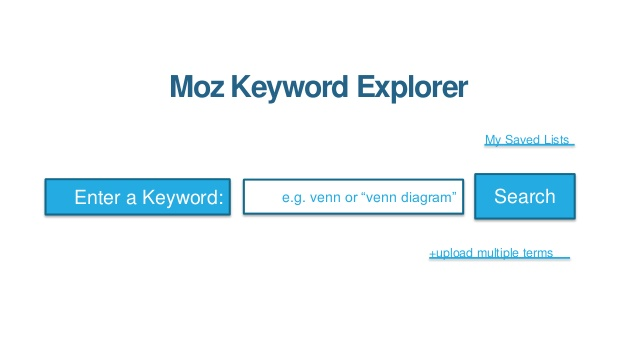 Moz Keyword Explorer
My Saved Lists
Enter a Keyword:
e.g. venn or “venn diagram”
Search
+upload multiple terms